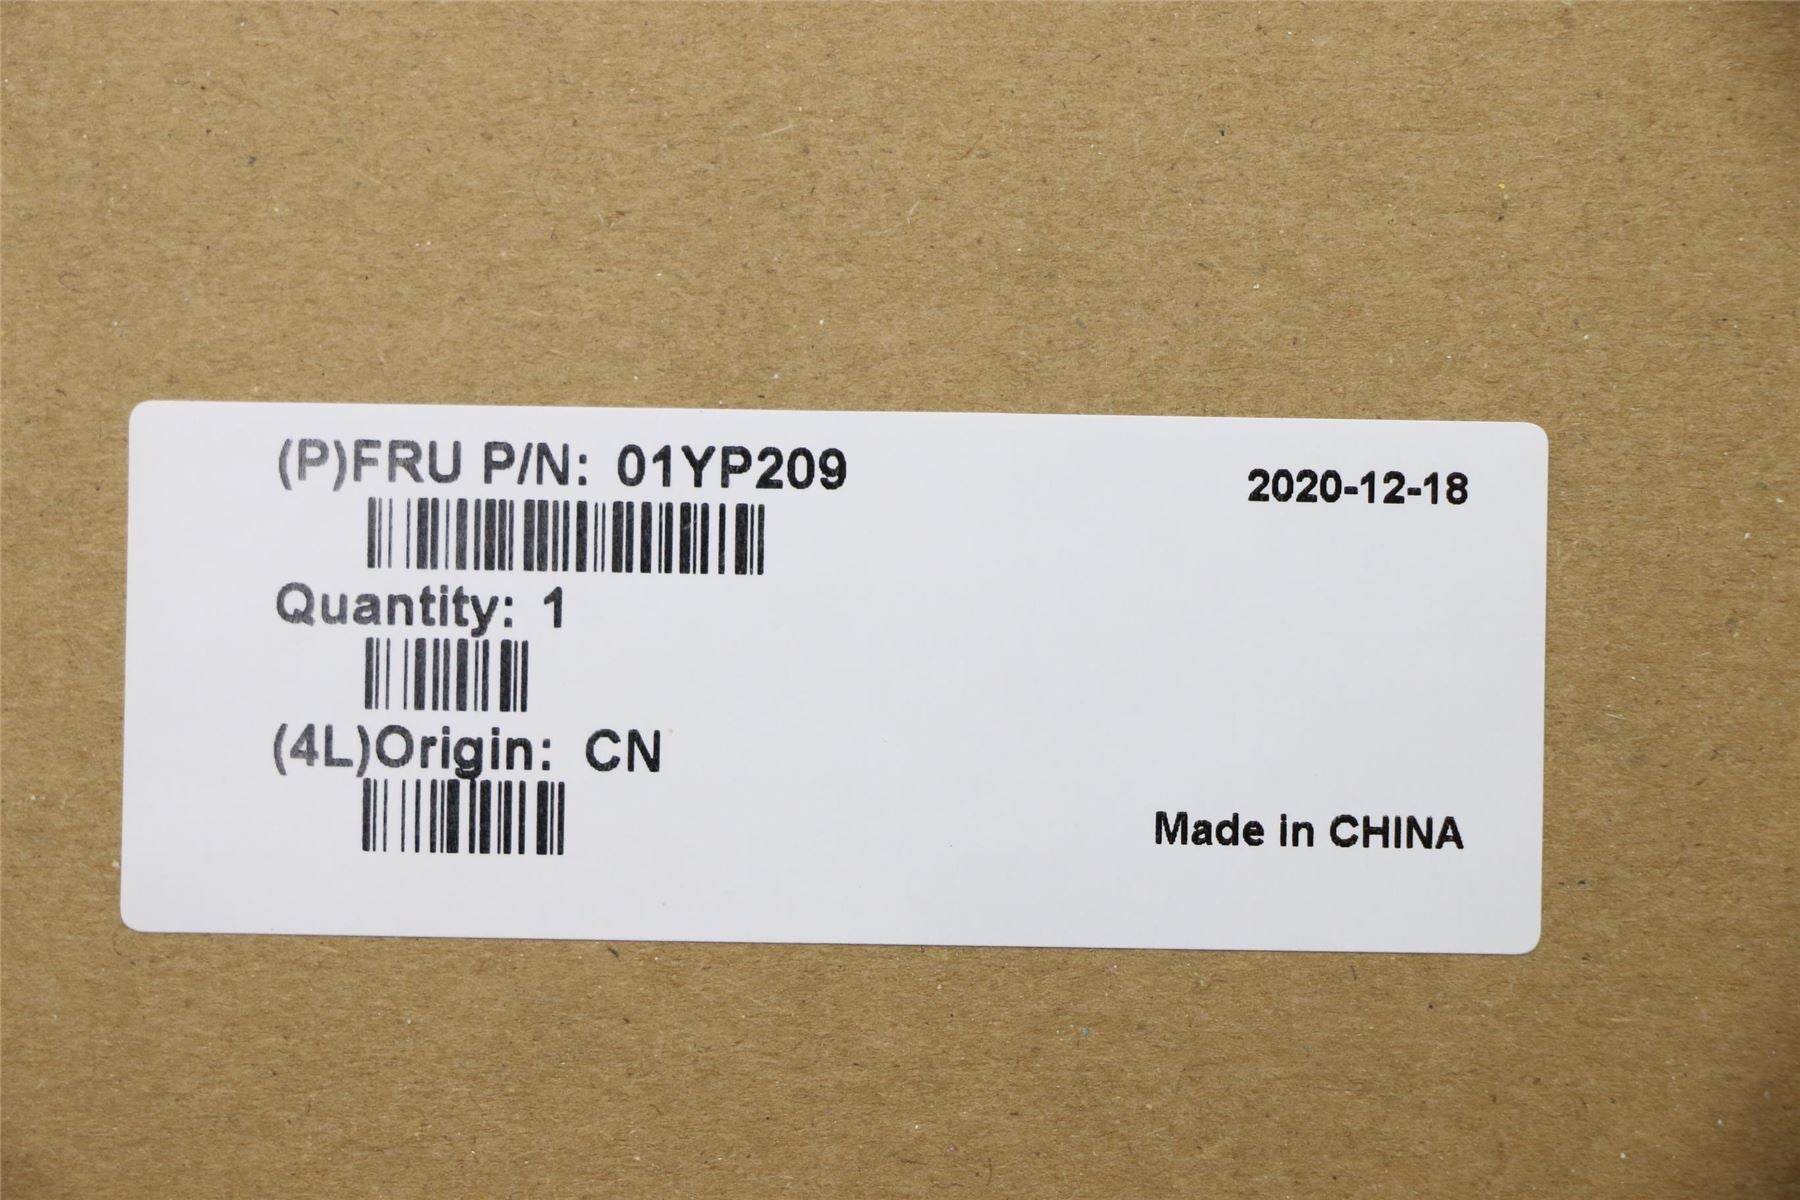 (P)FRU P/N: 01YP209
2020-12-18
Quantity: 1
(4L)Origin: CN
Made in CHINA